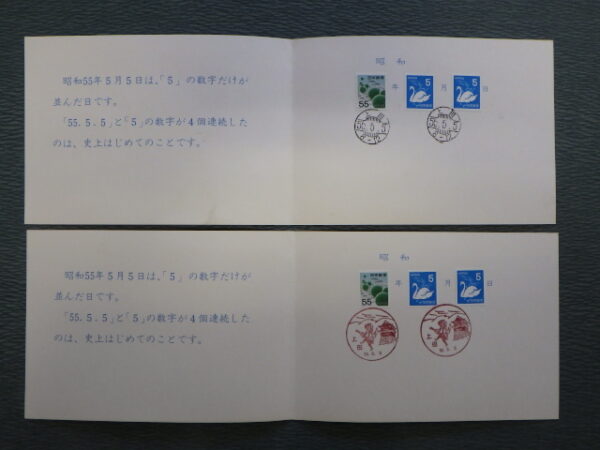 昭和55年5月5日は、「5」の数字だけが
並んだ日です。
「55.5.5」と「5」の数字が4個連続した
のは、史上はじめてのことです。
昭和
55 年 5 月 5 日
昭和55年5月5日は、「5」の数字だけが
並んだ日です。
「55.5.5」と「5」の数字が4個連続した
のは、史上はじめてのことです。
昭和
55 年 5 月 5 日
上田
上田